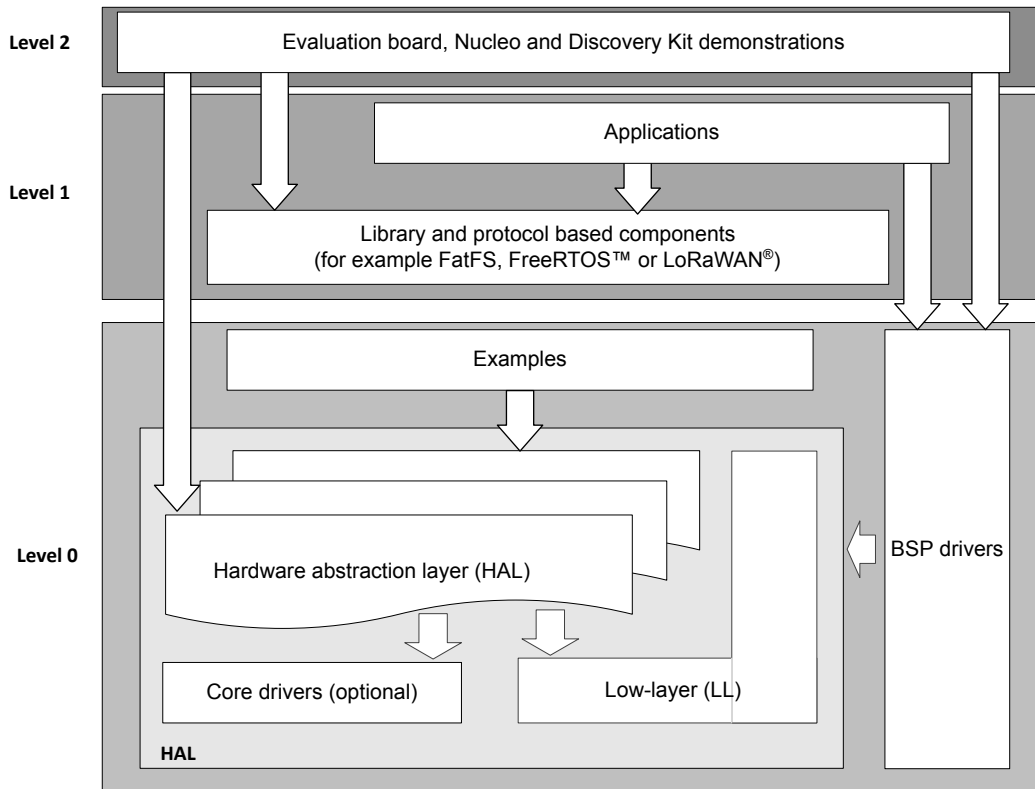 Level 2
Evaluation board, Nucleo and Discovery Kit demonstrations
Applications
Level 1
Library and protocol based components
(for example FatFS, FreeRTOS™ or LoRaWAN®)
Examples
Level 0
Hardware abstraction layer (HAL)
BSP drivers
Core drivers (optional)
Low-layer (LL)
HAL